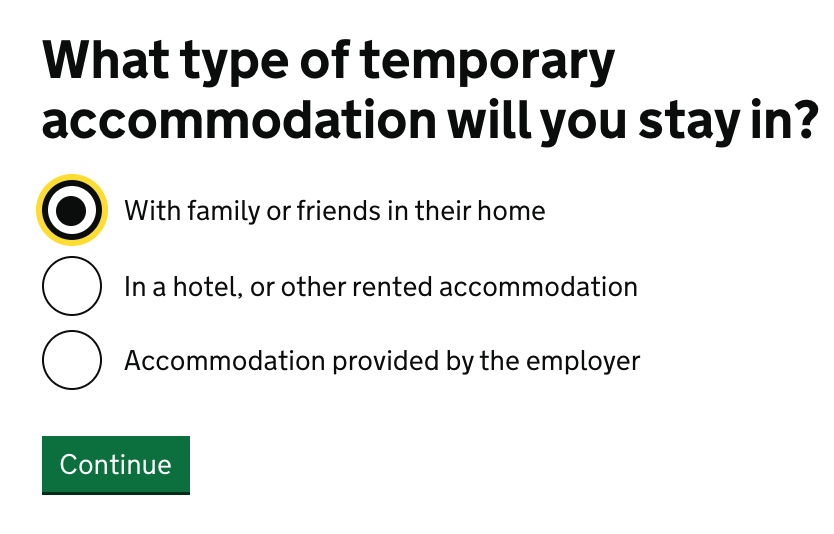 What type of temporary
accommodation will you stay in?
With family or friends in their home
In a hotel, or other rented accommodation
Accommodation provided by the employer
Continue